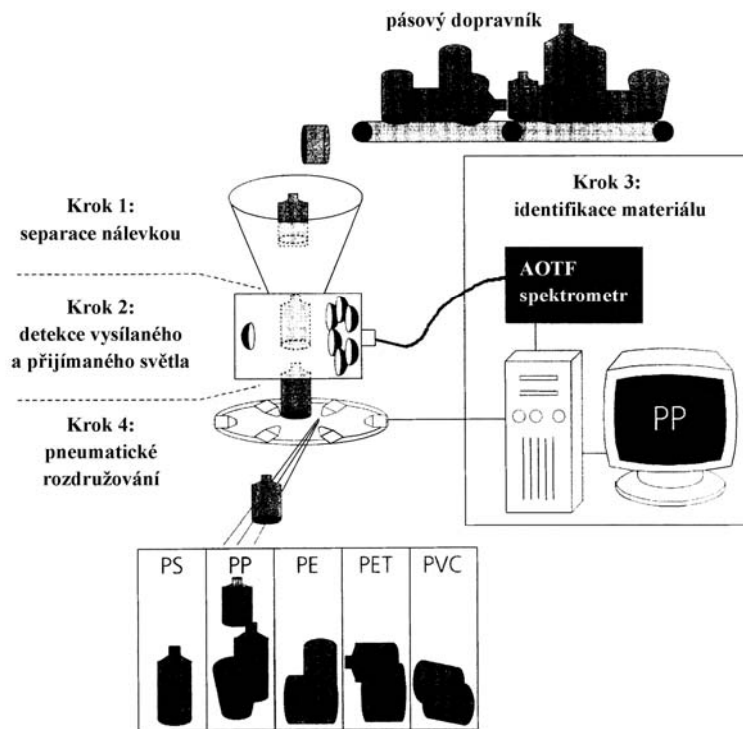 pásový dopravník
Krok 1:
separace nálevkou
Krok 2:
detekce vysílaného
a přijímaného světla
Krok 4:
pneumatické
rozdružování
Krok 3:
identifikace materiálu
AOTF
spektrometr
PP
PS PP PE PET PVC